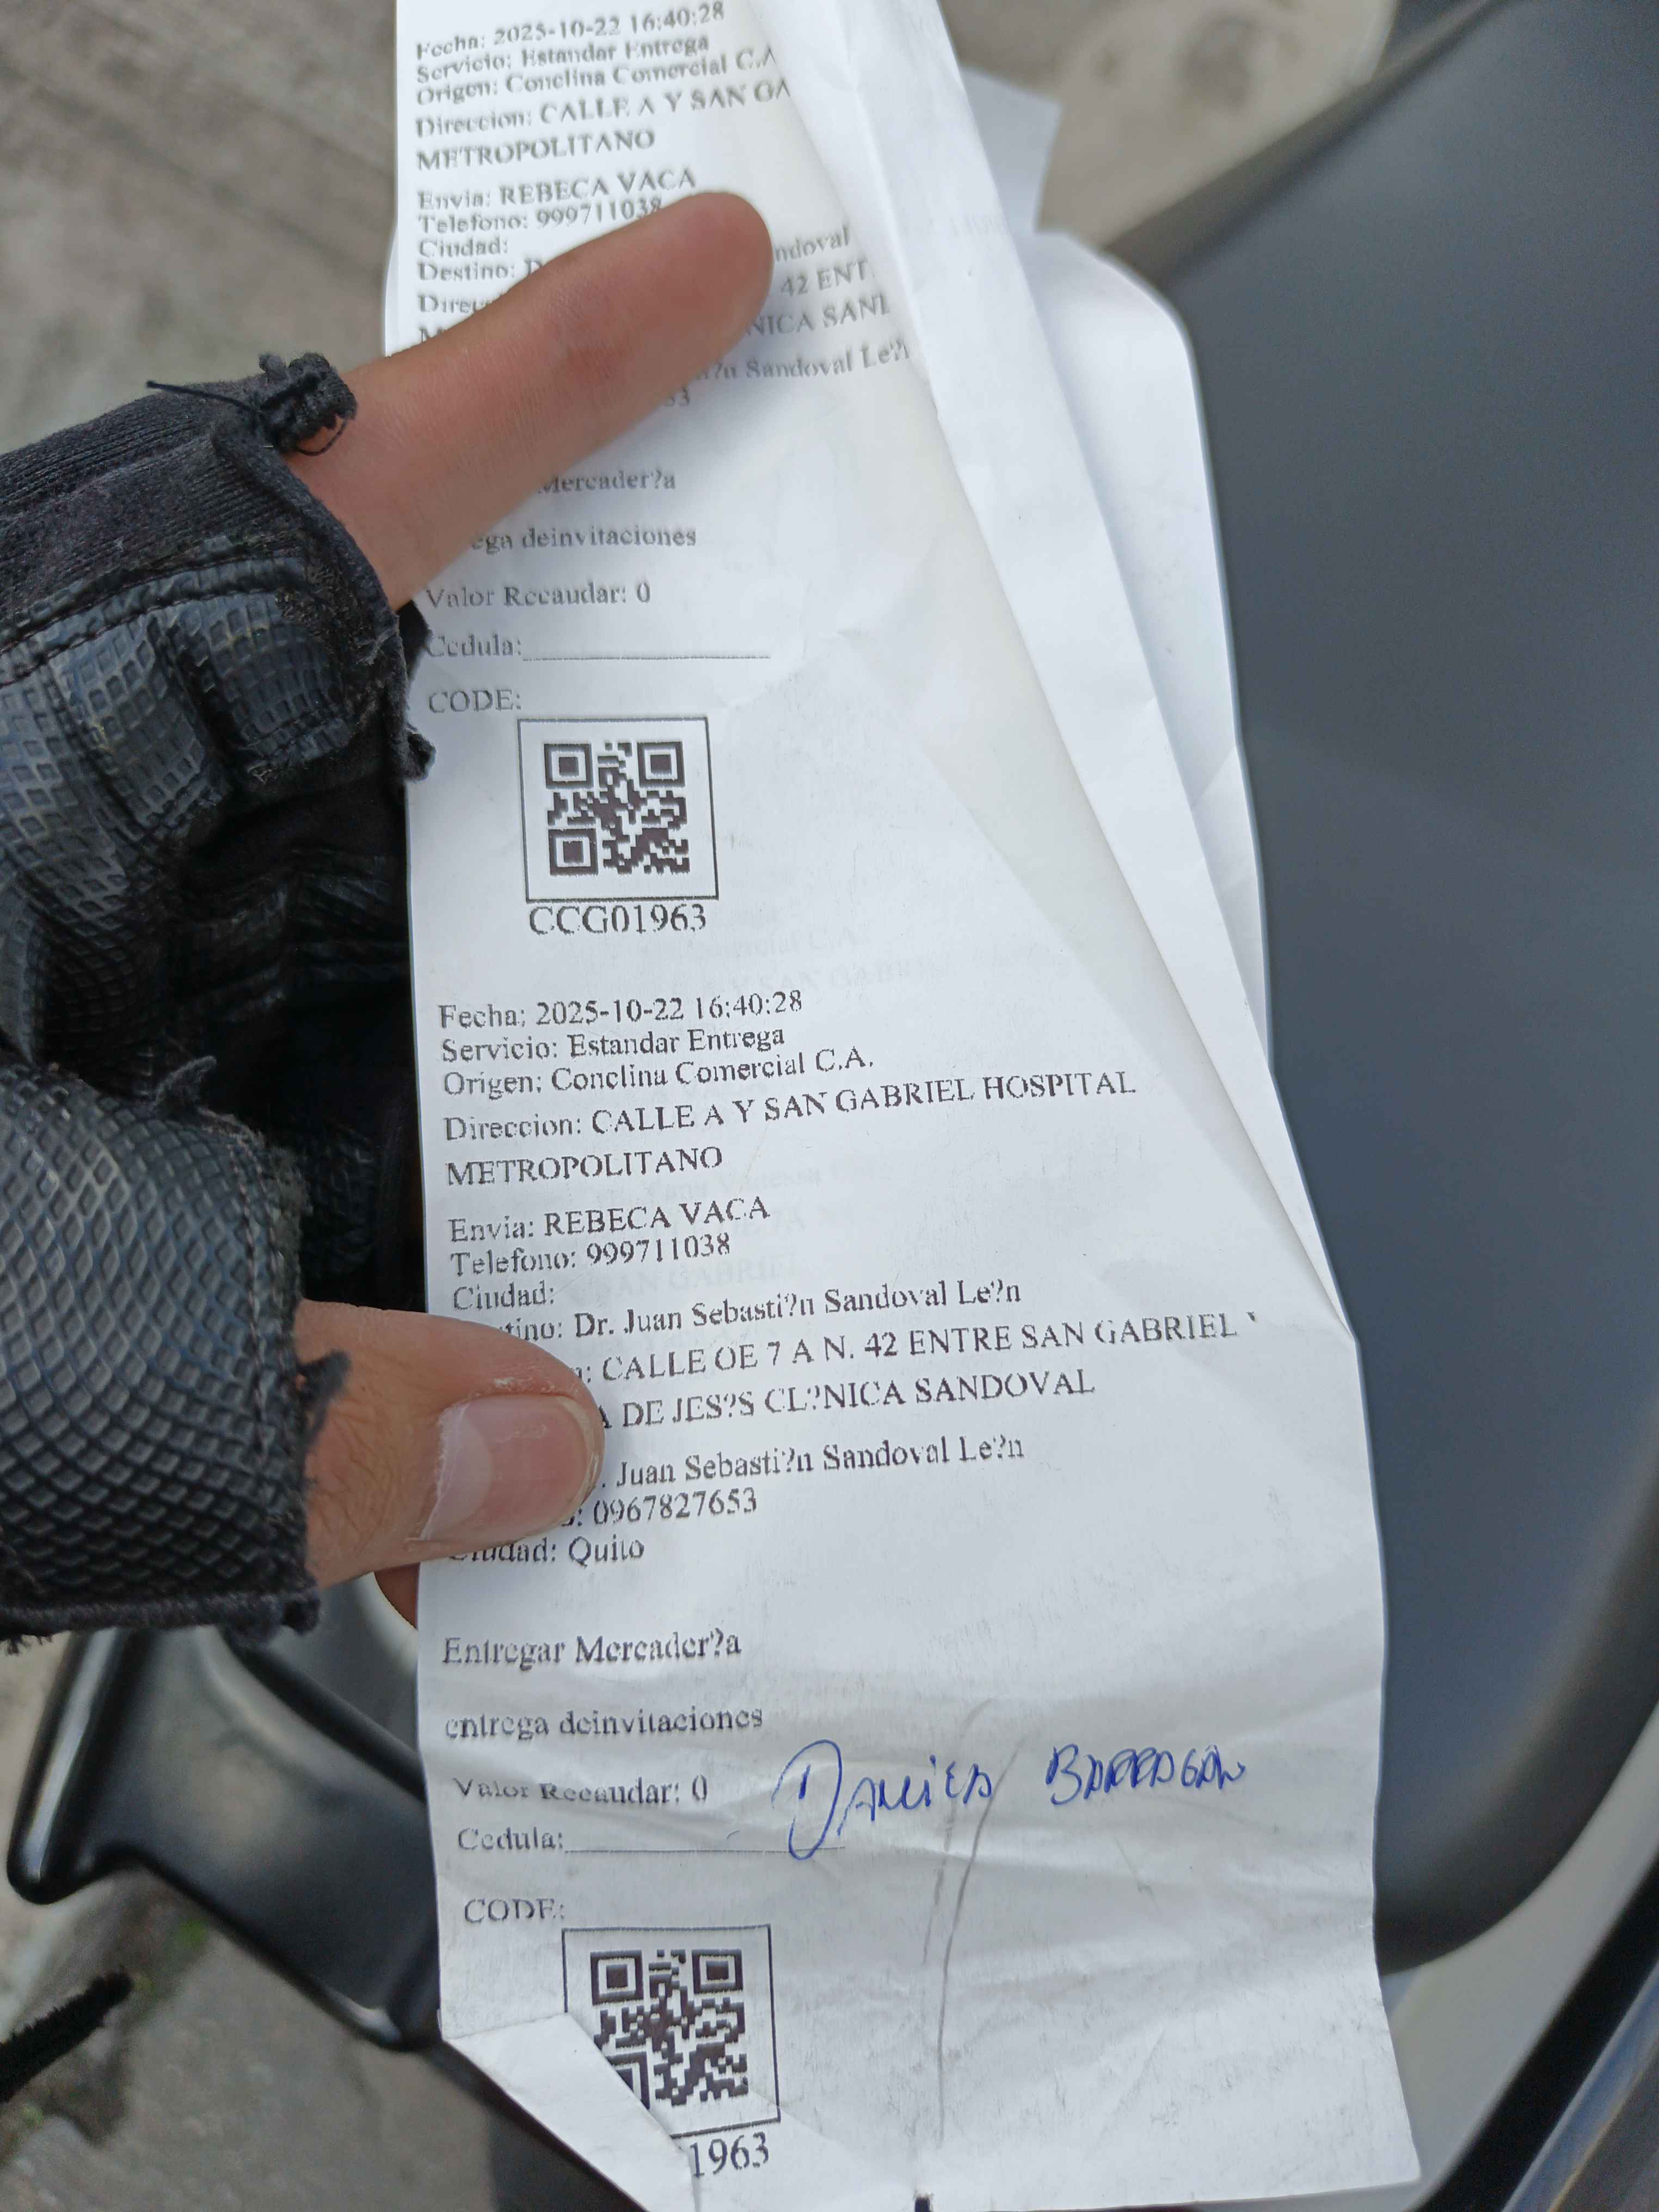 Fecha: 2025-10-22 16:40:28
Servicio: Estandar Entrega
Origen: Conclina Comercial C.A
Direccion: CALLE A Y SAN GA
METROPOLITANO
Envia: REBECA VACA
Telefono: 999711038
Ciudad:
Destino:
ndoval
42 ENT
NICA SAN
?n Sandoval Le?n
53
Mercader?a
ega deinvitaciones
Valor Recaudar: 0
Cedula:
CODE:
CCG01963
Fecha: 2025-10-22 16:40:28
Servicio: Estandar Entrega
Origen: Conclina Comercial C.A.
Direccion: CALLE A Y SAN GABRIEL HOSPITAL
METROPOLITANO
Envia: REBECA VACA
Telefono: 999711038
Ciudad:
tino: Dr. Juan Sebasti?n Sandoval Le?n
: CALLE OE 7 A N. 42 ENTRE SAN GABRIEL
A DE JES?S CL?NICA SANDOVAL
. Juan Sebasti?n Sandoval Le?n
: 0967827653
Ciudad: Quito
Entregar Mercader?a
entrega deinvitaciones
Valor Recaudar: 0
BARRAGAN
Cedula:
CODE:
1963